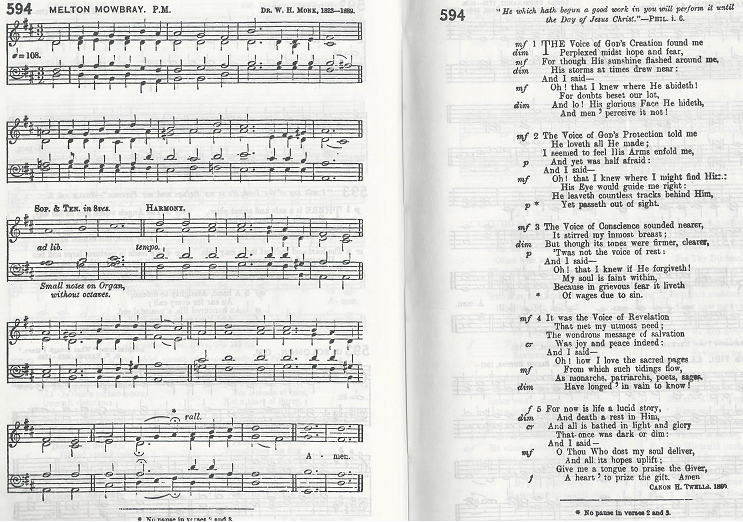 594 MELTON MOWBRAY. P.M. DR. W. H. MONK, 1823—1889.
= 108.
SOP. & TEN. in 8ves. HARMONY.
ad lib. tempo.
Small notes on Organ,
without octaves.
* rall.
A - men.
* No pause in verses 2 and 3.
594 "He which hath begun a good work in you will perform it until
the Day of Jesus Christ."—PHIL. i. 6.
mf 1 THE Voice of GOD'S Creation found me
dim Perplexed midst hope and fear,
mf For though His sunshine flashed around me,
dim His storms at times drew near:
And I said—
mf Oh! that I knew where He abideth!
For doubts beset our lot,
dim And lo! His glorious Face He hideth,
And men ’ perceive it not!
mf 2 The Voice of GOD'S Protection told me
He loveth all He made;
I seemed to feel His Arms enfold me,
p And yet was half afraid:
And I said—
mf Oh! that I knew where I might find Him:
His Eye would guide me right:
He leaveth countless tracks behind Him,
p * Yet passeth out of sight.
mf 3 The Voice of Conscience sounded nearer,
It stirred my inmost breast;
dim But though its tones were firmer, clearer,
p 'Twas not the voice of rest:
And I said—
Oh! that I knew if He forgiveth!
My soul is faint within,
Because in grievous fear it liveth
* Of wages due to sin.
mf 4 It was the Voice of Revelation
That met my utmost need;
The wondrous message of salvation
cr Was joy and peace indeed:
And I said—
Oh! how I love the sacred pages
mf From which such tidings flow,
As monarchs, patriarchs, poets, sages,
dim Have longed ’ in vain to know!
f 5 For now is life a lucid story,
dim And death a rest in Him,
cr And all is bathed in light and glory
That once was dark or dim:
And I said—
mf O Thou Who dost my soul deliver,
And all its hopes uplift;
Give me a tongue to praise the Giver,
f A heart ’ to prize the gift. Amen
CANON H. TWELLS. 1889.
* No pause in verses 2 and 3.